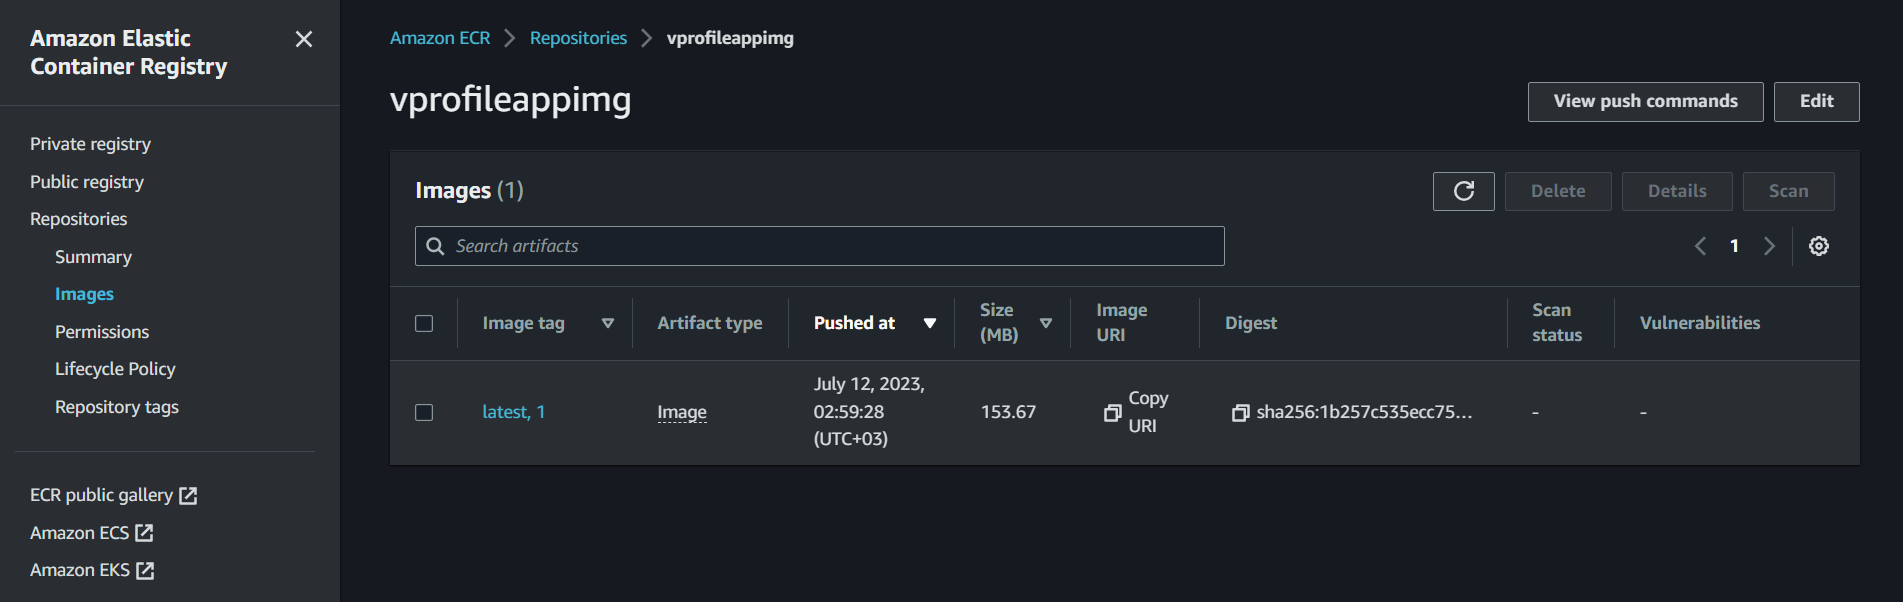 Amazon Elastic
Container Registry
Private registry
Public registry
Repositories
Summary
Images
Permissions
Lifecycle Policy
Repository tags
ECR public gallery
Amazon ECS
Amazon EKS
Amazon ECR > Repositories > vprofileappimg
vprofileappimg
View push commands
Edit
Images (1)
Delete
Details
Scan
Search artifacts
1
Image tag
Artifact type
Pushed at
Size
(MB)
Image
URI
Digest
Scan
status
Vulnerabilities
latest, 1
Image
July 12, 2023,
02:59:28
(UTC+03)
153.67
Copy
URI
sha256:1b257c535ecc75...
-
-